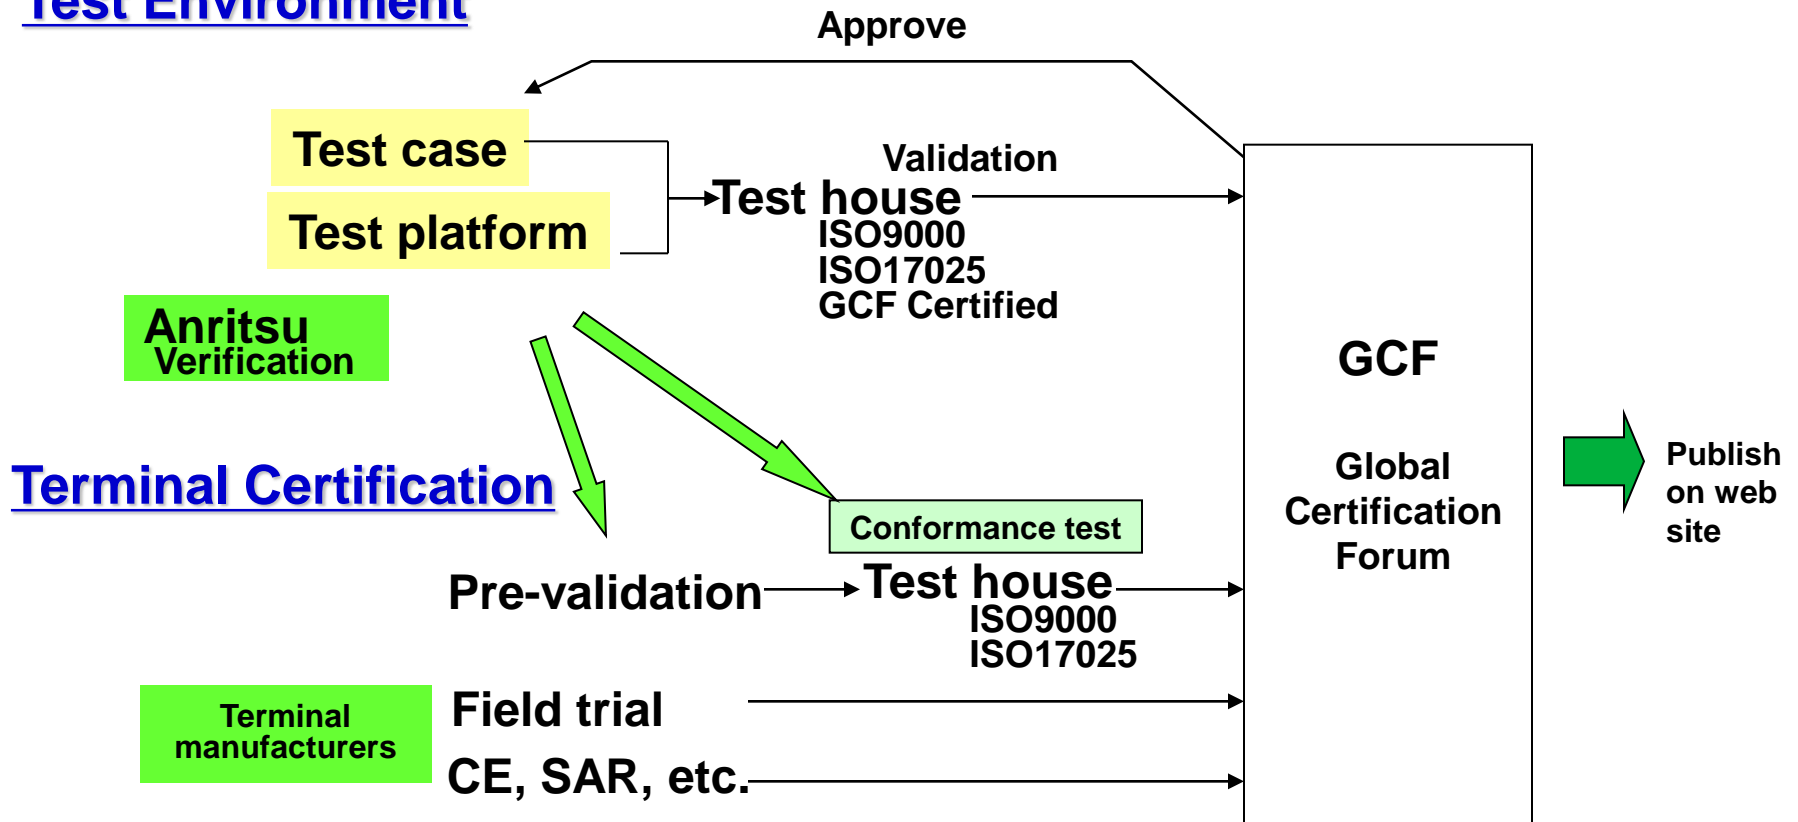 Test Environment
Approve
Test case
Validation
Test house
Test platform
ISO9000
ISO17025
GCF Certified
Anritsu
Verification
GCF
Global
Certification
Forum
Publish
on web
site
Terminal Certification
Conformance test
Pre-validation
Test house
ISO9000
ISO17025
Terminal
manufacturers
Field trial
CE, SAR, etc.